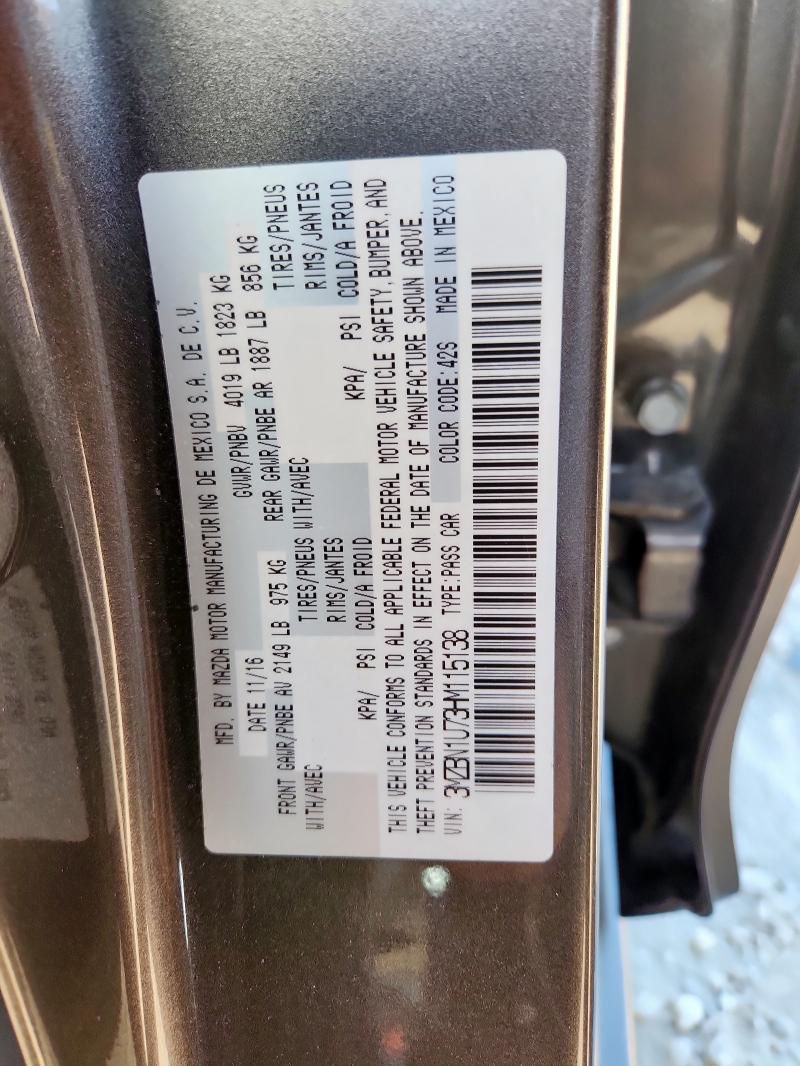 MFD. BY MAZDA MOTOR MANUFACTURING DE MEXICO S.A. DE C.V.
DATE 11/16 GVWR/PNBV 4019 LB 1823 KG
FRONT GAWR/PNBE AV 2149 LB 975 KG REAR GAWR/PNBE AR 1887 LB 856 KG
WITH/AVEC TIRES/PNEUS WITH/AVEC TIRES/PNEUS
RIMS/JANTES RIMS/JANTES
KPA/ PSI COLD/A FROID KPA/ PSI COLD/A FROID
THIS VEHICLE CONFORMS TO ALL APPLICABLE FEDERAL MOTOR VEHICLE SAFETY, BUMPER, AND
THEFT PREVENTION STANDARDS IN EFFECT ON THE DATE OF MANUFACTURE SHOWN ABOVE.
VIN: 3MZBN1U73HM115138 TYPE:PASS CAR COLOR CODE:42S MADE IN MEXICO